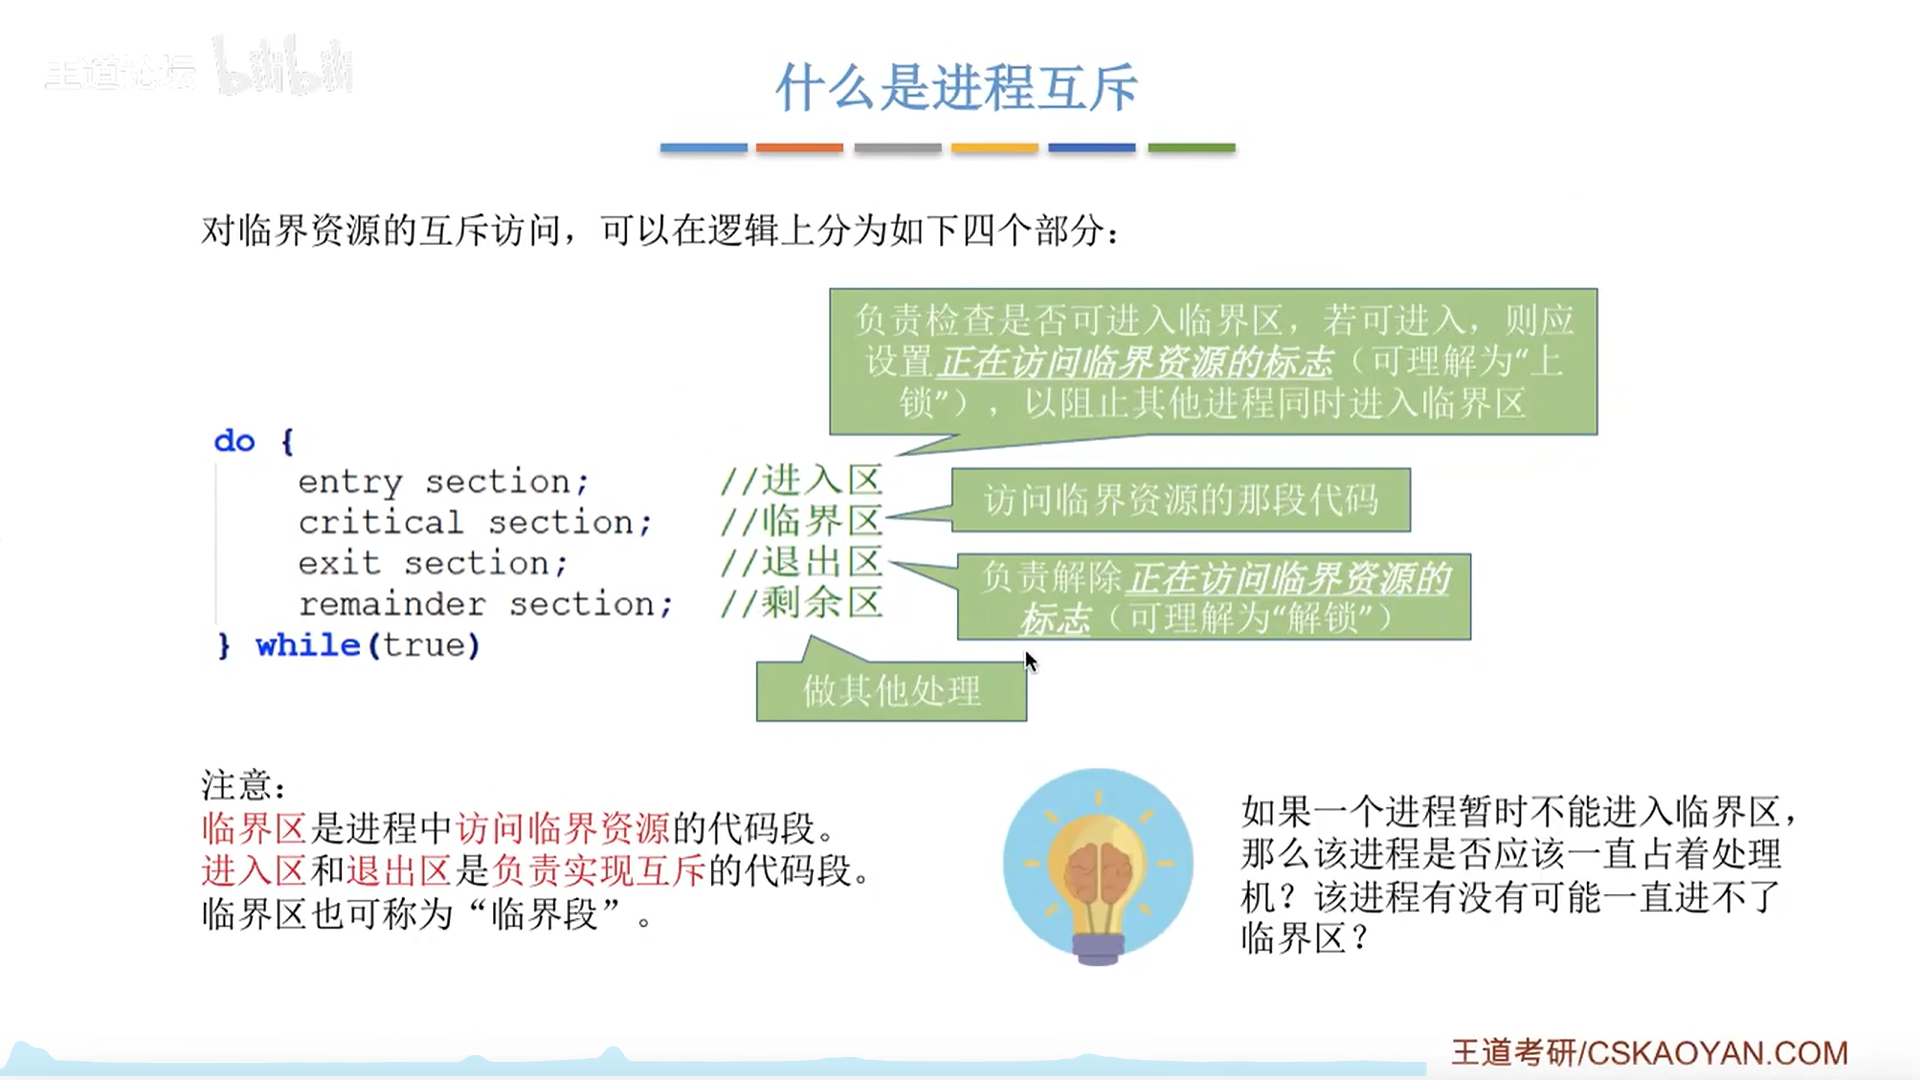 王道论坛 bilibili
什么是进程互斥
对临界资源的互斥访问，可以在逻辑上分为如下四个部分：
负责检查是否可进入临界区，若可进入，则应
设置正在访问临界资源的标志（可理解为“上
锁”），以阻止其他进程同时进入临界区
do {
entry section; //进入区
critical section; //临界区
exit section; //退出区
remainder section; //剩余区
} while(true)
访问临界资源的那段代码
负责解除正在访问临界资源的
标志（可理解为“解锁”）
做其他处理
注意：
临界区是进程中访问临界资源的代码段。
进入区和退出区是负责实现互斥的代码段。
临界区也可称为“临界段”。
如果一个进程暂时不能进入临界区，
那么该进程是否应该一直占着处理
机？该进程有没有可能一直进不了
临界区？
王道考研/CSKAOYAN.COM